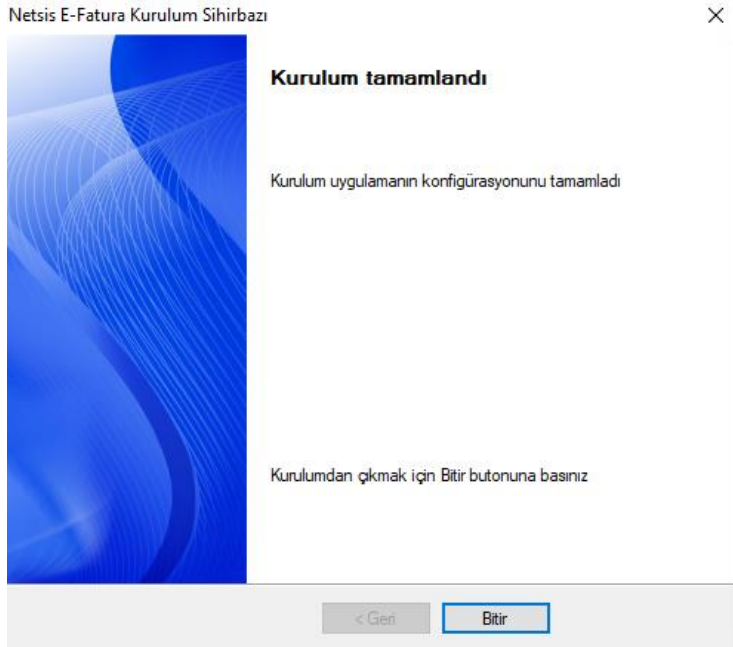 Netsis E-Fatura Kurulum Sihirbazı
Kurulum tamamlandı
Kurulum uygulamanın konfigürasyonunu tamamladı
Kurulumdan çıkmak için Bitir butonuna basınız
< Geri
Bitir